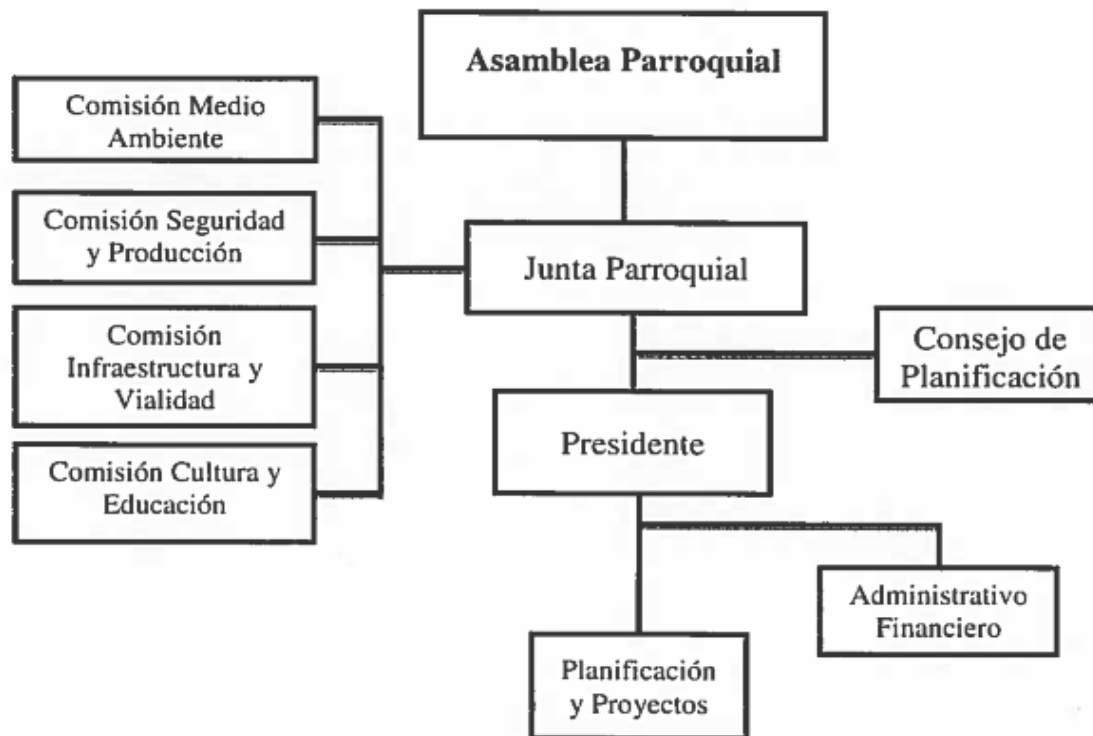 Asamblea Parroquial
Comisión Medio
Ambiente
Comisión Seguridad
y Producción
Junta Parroquial
Comisión
Infraestructura y
Vialidad
Consejo de
Planificación
Presidente
Comisión Cultura y
Educación
Administrativo
Financiero
Planificación
y Proyectos